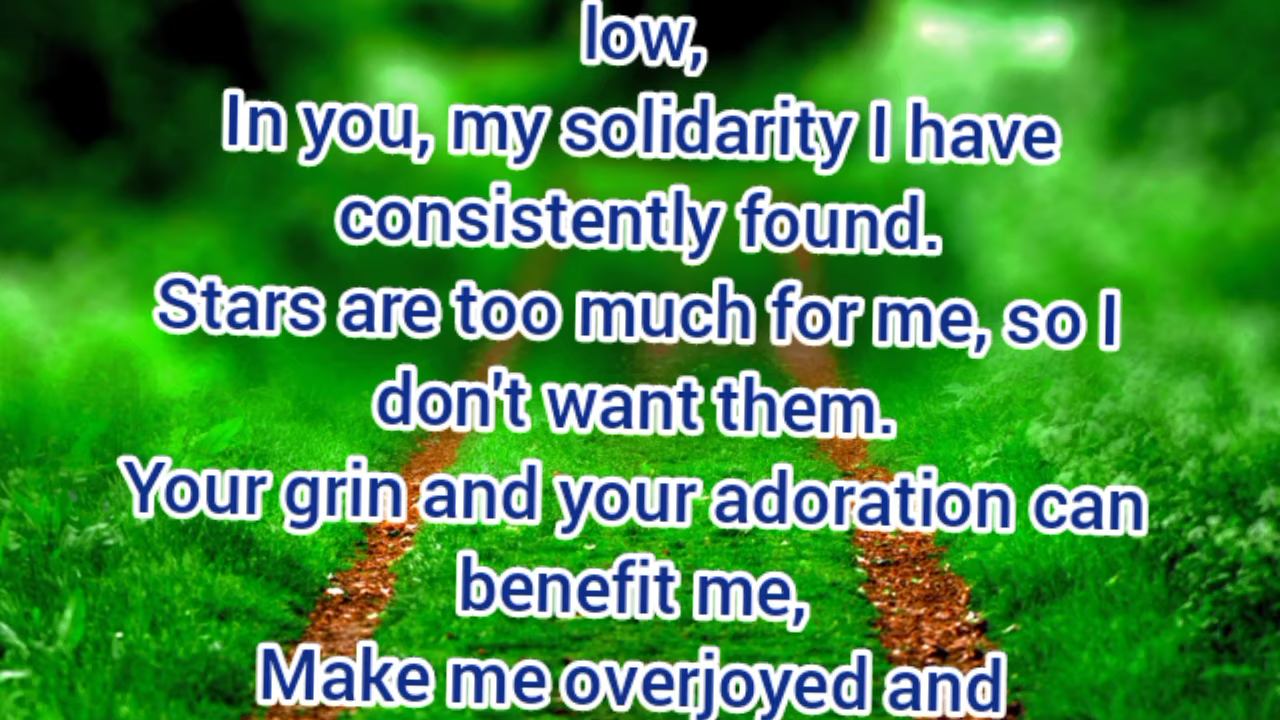 low,
In you, my solidarity I have
consistently found.
Stars are too much for me, so I
don't want them.
Your grin and your adoration can
benefit me,
Make me overjoyed and